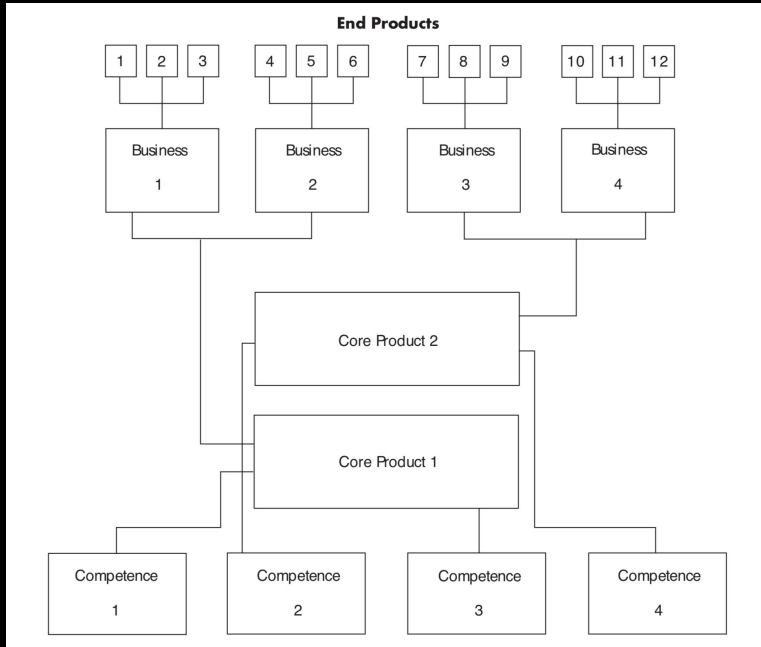 End Products
1 2 3 4 5 6 7 8 9 10 11 12
Business Business Business Business
1 2 3 4
Core Product 2
Core Product 1
Competence Competence Competence Competence
1 2 3 4